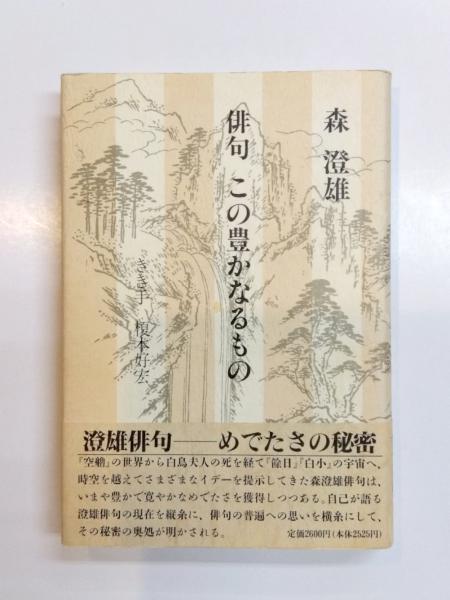 森 澄雄
俳句 この豊かなるもの
ききて 榎本好宏
澄雄俳句――めでたさの秘密
『空艪』の世界から白鳥夫人の死を経て『餘日』『白小』の宇宙へ、
時空を越えてさまざまなイデーを提示してきた森澄雄俳句は、
いまや豊かで寛やかなめでたさを獲得しつつある。自己が語る
澄雄俳句の現在を縦糸に、俳句の普遍への思いを横糸にして、
その秘密の奥処が明かされる。
定価2600円(本体2525円)